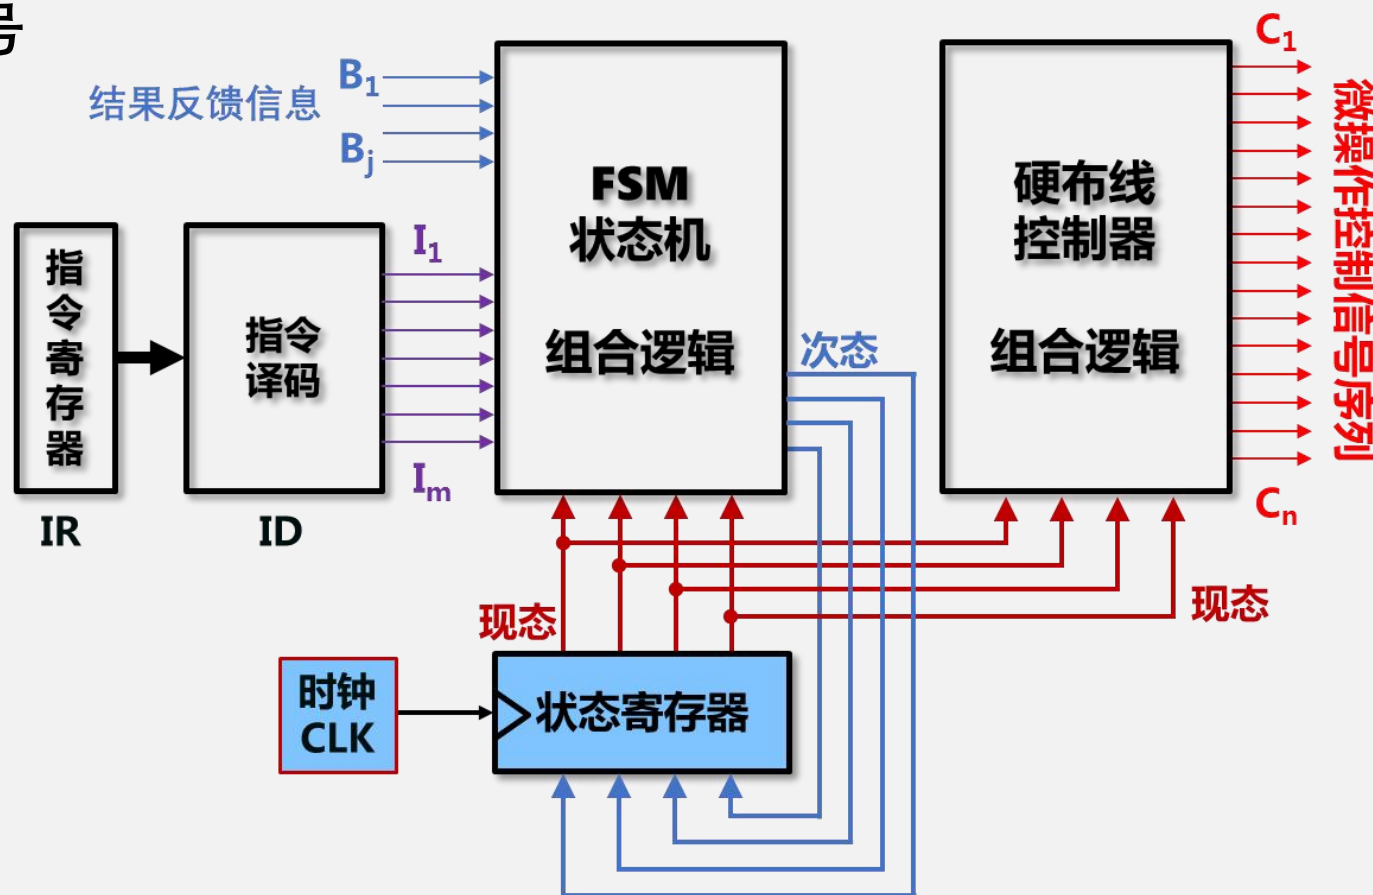 号
C1
B1
结果反馈信息
Bj
FSM
状态机
组合逻辑
硬布线
控制器
组合逻辑
微操作控制信号序列
指令寄存器
指令
译码
I1
Im
次态
IR
ID
Cn
现态
现态
时钟
CLK
状态寄存器